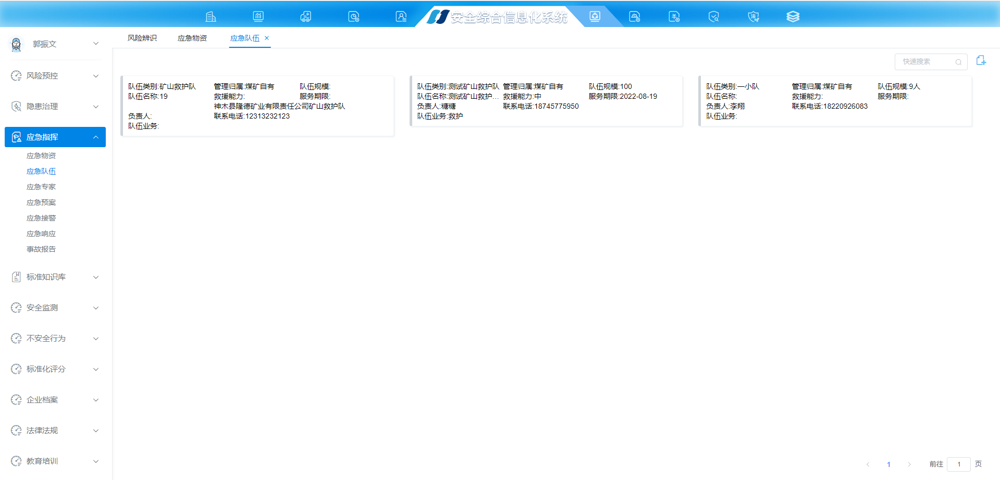 安全综合信息化系统
郭振文
风险预控
隐患治理
应急指挥
应急物资
应急队伍
应急专家
应急预案
应急接警
应急响应
事故报告
标准知识库
安全监测
不安全行为
标准化评分
企业档案
法律法规
教育培训
风险辨识 应急物资 应急队伍 ×
快速搜索
队伍类别:矿山救护队 管理归属:煤矿自有 队伍规模:
队伍名称:19 救援能力: 服务期限:
神木县隆德矿业有限责任公司矿山救护队
负责人: 联系电话:12313232123
队伍业务:
队伍类别:测试矿山救护队 管理归属:煤矿自有 队伍规模:100
队伍名称:测试矿山救护... 救援能力:中 服务期限:2022-08-19
负责人:糖糖 联系电话:18745775950
队伍业务:救护
队伍类别:一小队 管理归属:煤矿自有 队伍规模:9人
队伍名称: 救援能力: 服务期限:
负责人:李翔 联系电话:18220926083
队伍业务:
< 1 > 前往 1 页